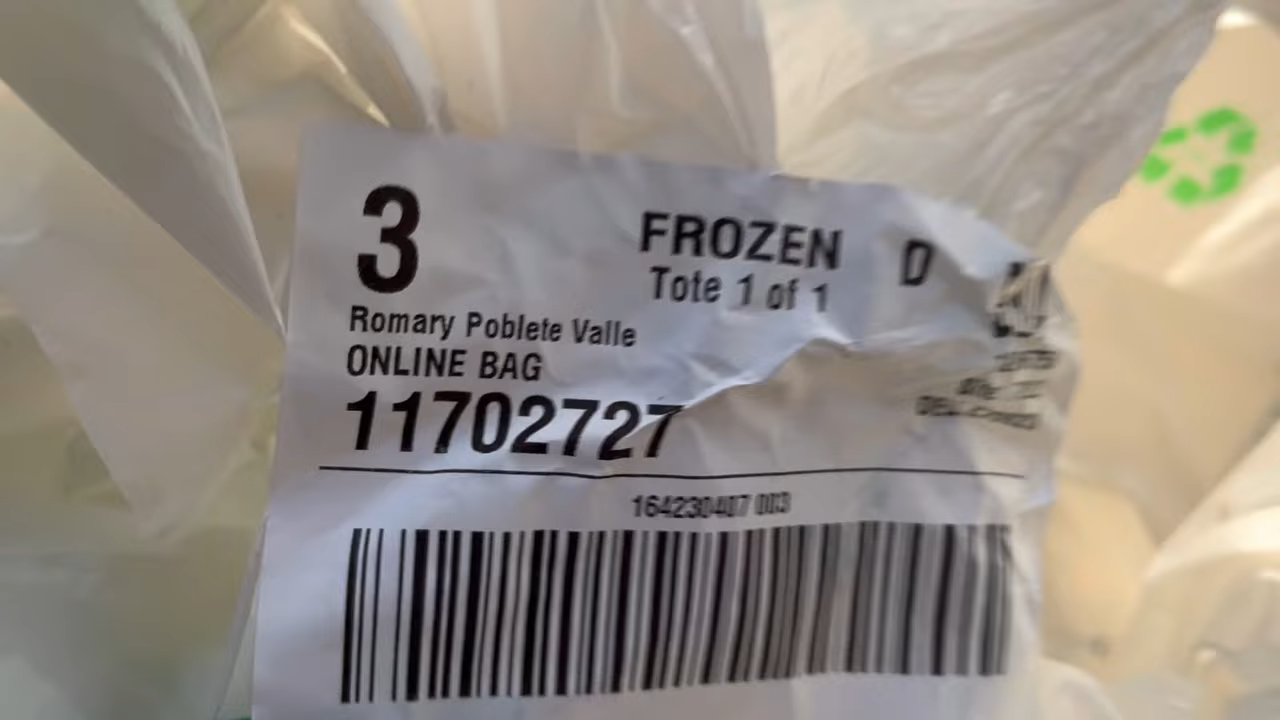 3 FROZEN D
Tote 1 of 1
Romary Poblete Valle
ONLINE BAG
11702727
164230407 003